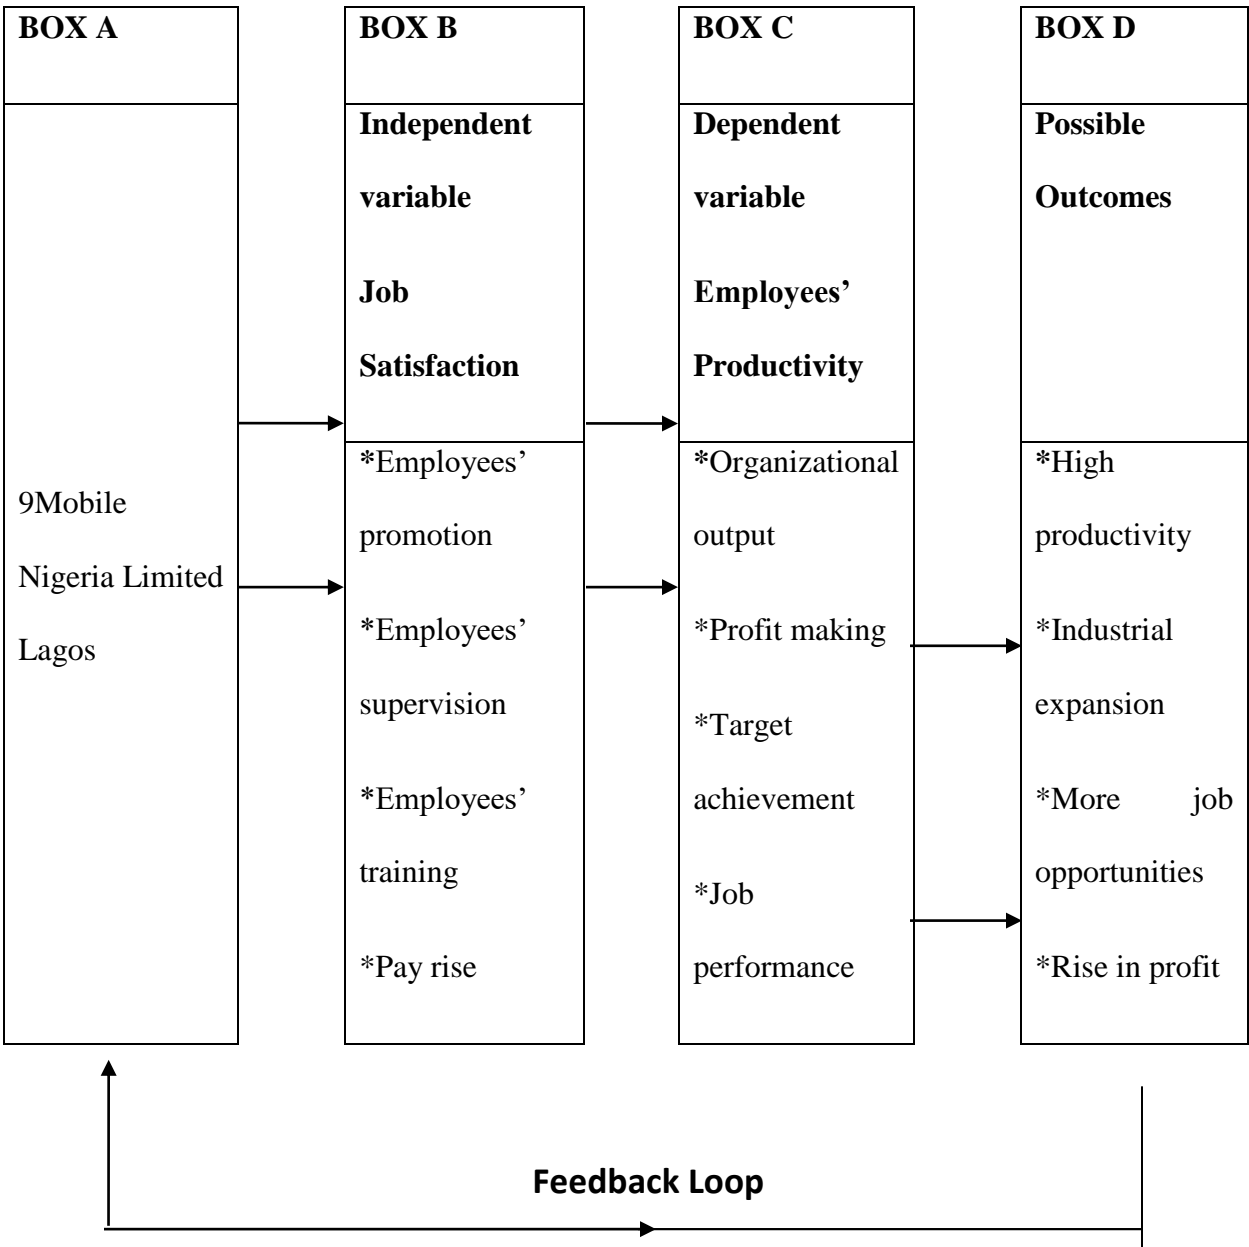 BOX A
9Mobile
Nigeria Limited
Lagos
BOX B
Independent
variable
Job
Satisfaction
*Employees’
promotion
*Employees’
supervision
*Employees’
training
*Pay rise
BOX C
Dependent
variable
Employees’
Productivity
*Organizational
output
*Profit making
*Target
achievement
*Job
performance
BOX D
Possible
Outcomes
*High
productivity
*Industrial
expansion
*More job
opportunities
*Rise in profit
Feedback Loop